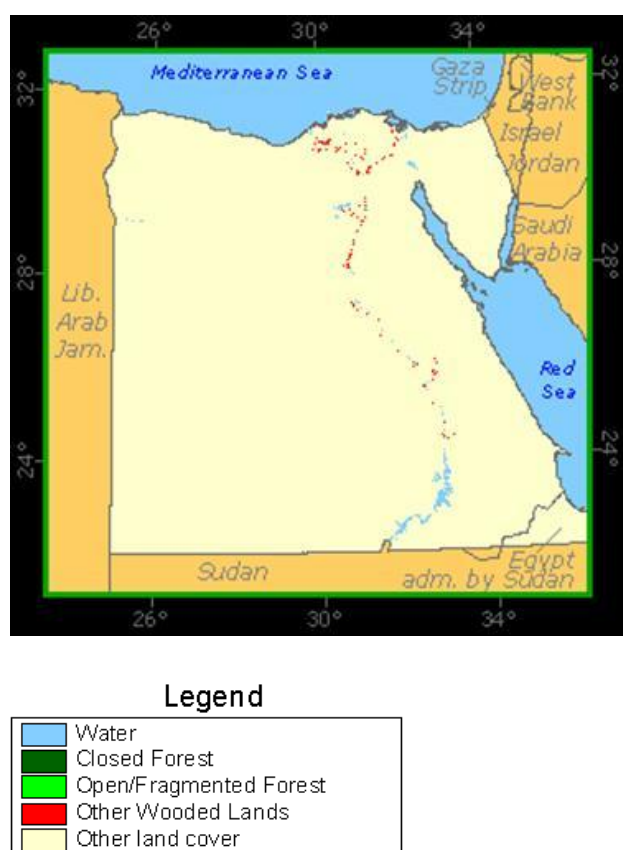 26° 30° 34°
32° 32°
Mediterranean Sea
Gaza
Strip
West
Bank
Israel
Jordan
Saudi
Arabia
28° 28°
Lib.
Arab
Jam.
Red
Sea
24° 24°
Sudan
Egypt
adm. by Sudan
26° 30° 34°
Legend
Water
Closed Forest
Open/Fragmented Forest
Other Wooded Lands
Other land cover